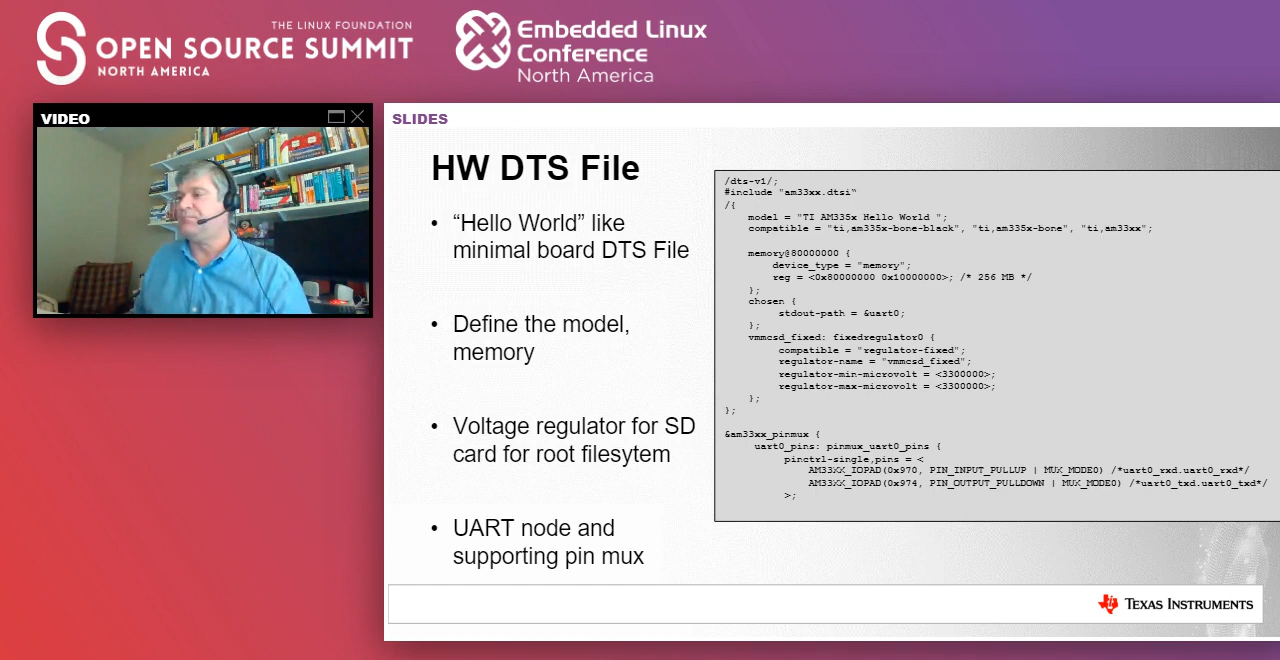 THE LINUX FOUNDATION
OPEN SOURCE SUMMIT
NORTH AMERICA
Embedded Linux
Conference
North America
VIDEO
SLIDES
HW DTS File
• “Hello World” like
minimal board DTS File
• Define the model,
memory
• Voltage regulator for SD
card for root filesytem
• UART node and
supporting pin mux
/dts-v1/;
#include "am33xx.dtsi"
/{
model = "TI AM335x Hello World ";
compatible = "ti,am335x-bone-black", "ti,am335x-bone", "ti,am33xx";
memory@80000000 {
device_type = "memory";
reg = <0x80000000 0x10000000>; /* 256 MB */
};
chosen {
stdout-path = &uart0;
};
vmmcsd_fixed: fixedregulator0 {
compatible = "regulator-fixed";
regulator-name = "vmmcsd_fixed";
regulator-min-microvolt = <3300000>;
regulator-max-microvolt = <3300000>;
};
};
&am33xx_pinmux {
uart0_pins: pinmux_uart0_pins {
pinctrl-single,pins = <
AM33XX_IOPAD(0x970, PIN_INPUT_PULLUP | MUX_MODE0) /*uart0_rxd.uart0_rxd*/
AM33XX_IOPAD(0x974, PIN_OUTPUT_PULLDOWN | MUX_MODE0) /*uart0_txd.uart0_txd*/
>;
TEXAS INSTRUMENTS